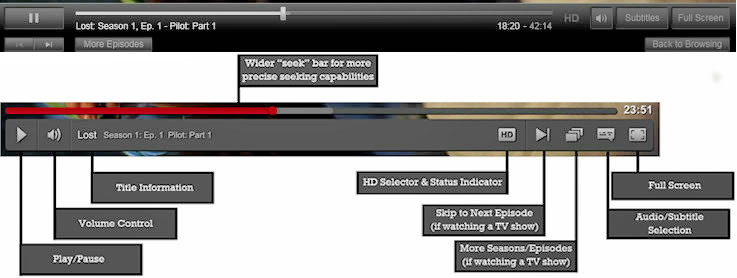 Lost: Season 1, Ep. 1 - Pilot: Part 1
18:20 - 42:14
HD
Subtitles
Full Screen
More Episodes
Back to Browsing
Wider "seek" bar for more
precise seeking capabilities
23:51
Lost Season 1: Ep. 1 Pilot: Part 1
HD
Title Information
HD Selector & Status Indicator
Full Screen
Volume Control
Skip to Next Episode
(if watching a TV show)
Audio/Subtitle
Selection
Play/Pause
More Seasons/Episodes
(if watching a TV show)